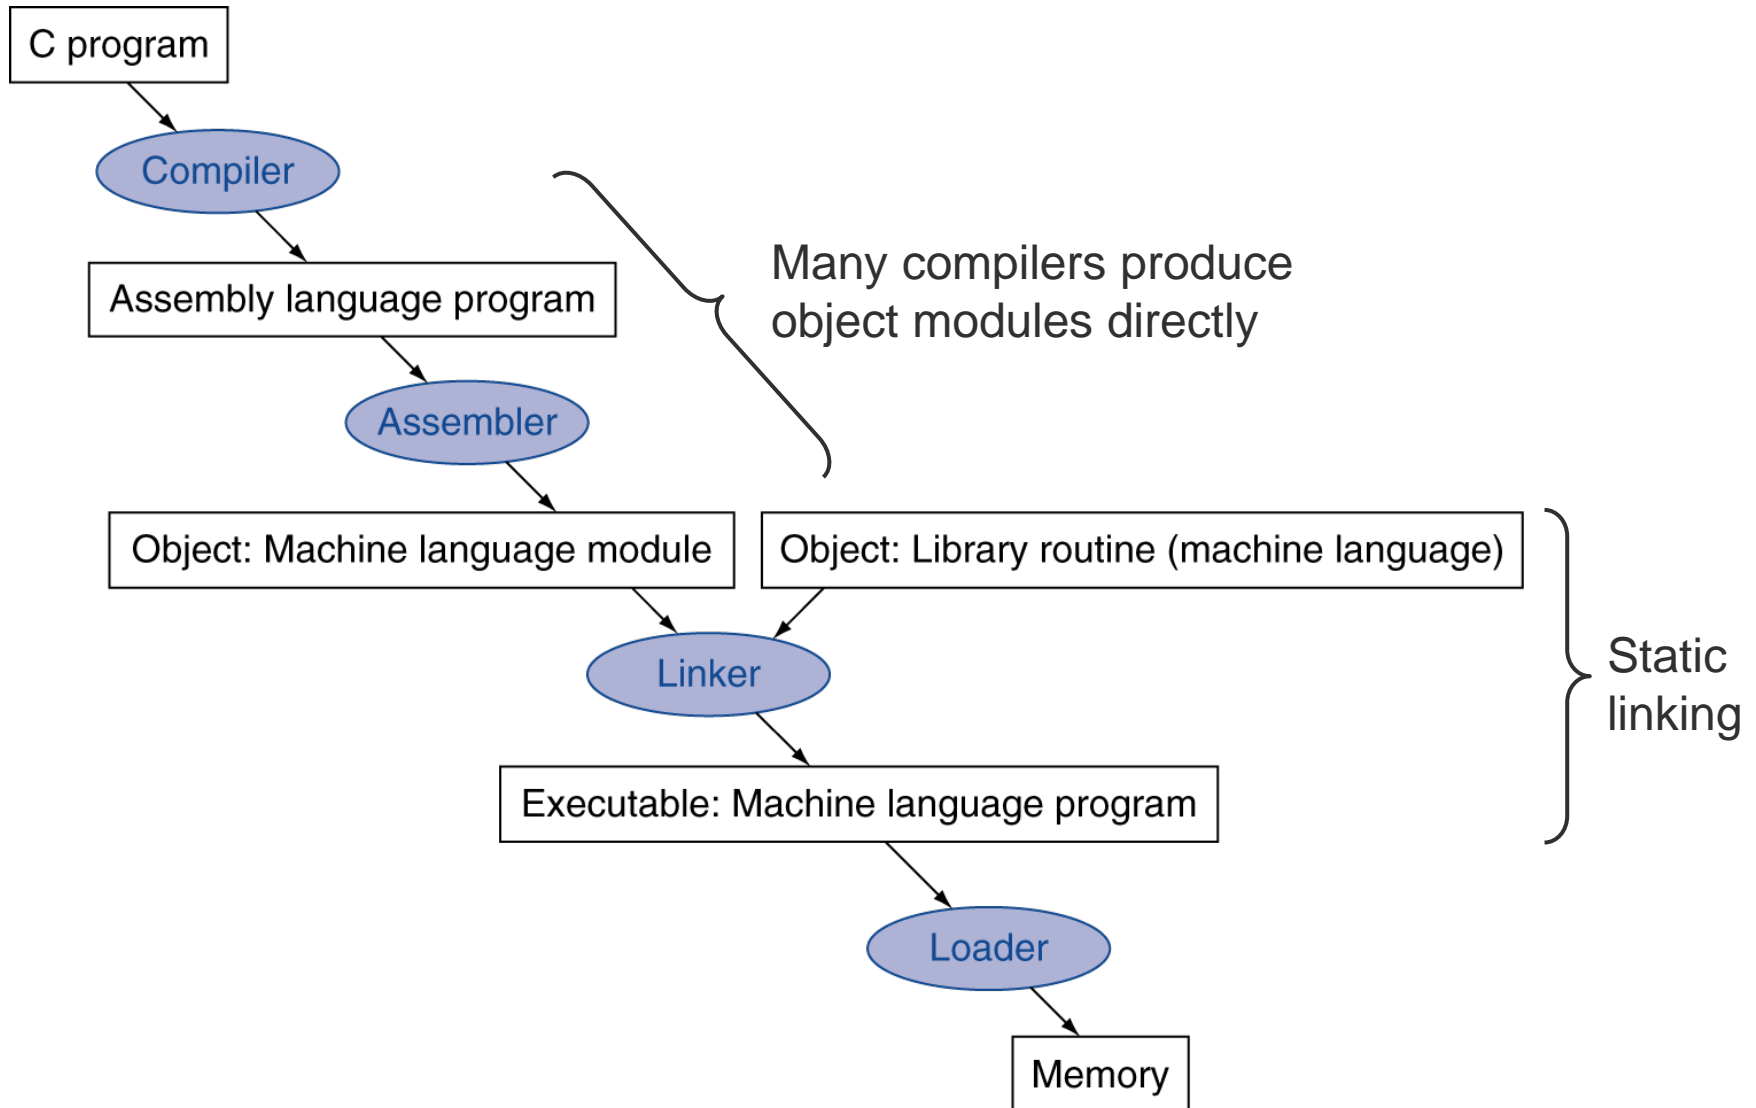 C program
Compiler
Assembly language program
Many compilers produce
object modules directly
Assembler
Object: Machine language module
Object: Library routine (machine language)
Linker
Static
linking
Executable: Machine language program
Loader
Memory